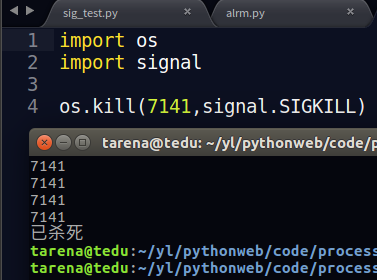 sig_test.py × alrm.py ×
1 import os
2 import signal
3
4 os.kill(7141,signal.SIGKILL)
tarena@tedu: ~/yl/pythonweb/code/proce
7141
7141
7141
7141
已杀死
tarena@tedu:~/yl/pythonweb/code/process
tarena@tedu:~/yl/pythonweb/code/process